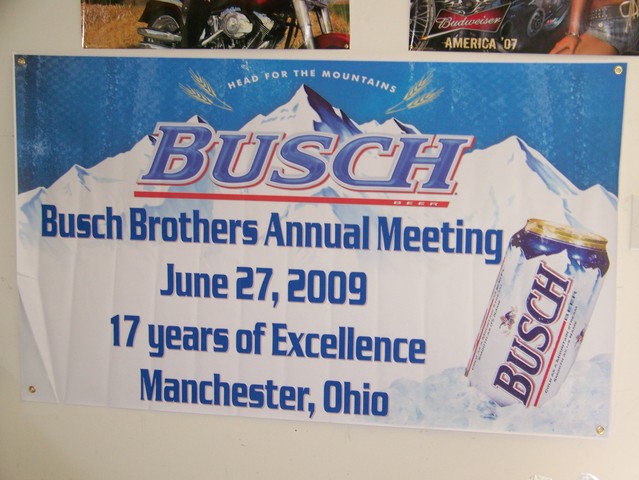 Budweiser
AMERICA '07
HEAD FOR THE MOUNTAINS
BUSCH
BEER
Busch Brothers Annual Meeting
June 27, 2009
17 years of Excellence
Manchester, Ohio
BUSCH
BEER